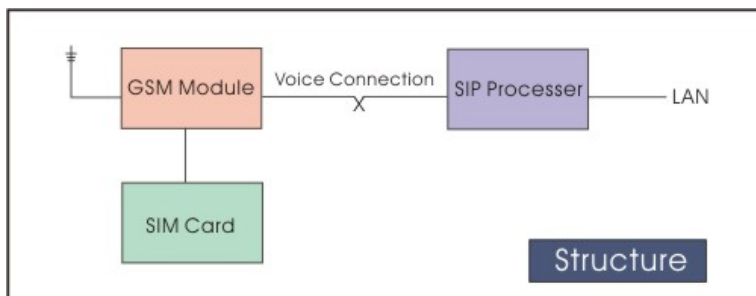 GSM Module
Voice Connection
SIP Processer
LAN
SIM Card
Structure